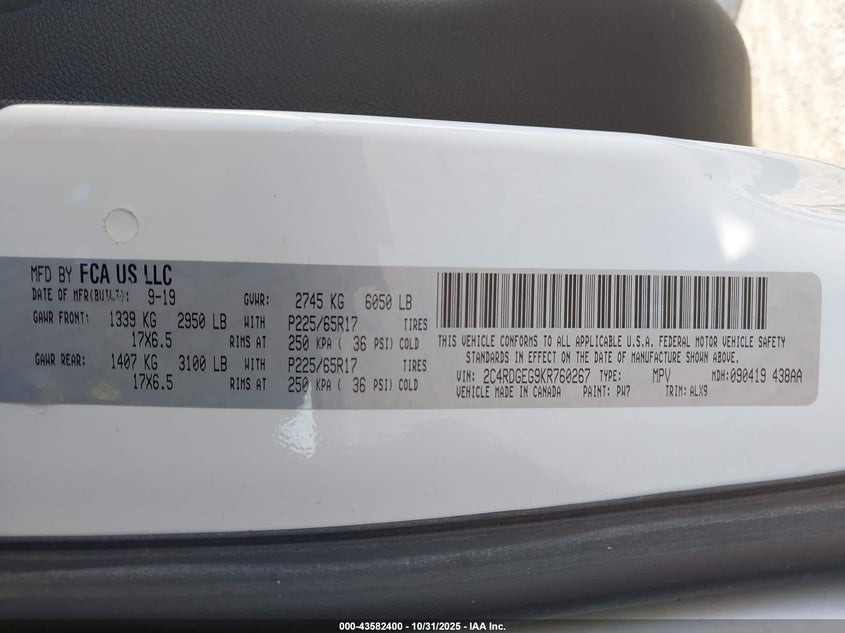 MFD BY FCA US LLC
DATE OF MFR 9-19 GVWR: 2745 KG 6050 LB
GAWR FRONT: 1339 KG 2950 LB WITH P225/65R17 TIRES
17X6.5 RIMS AT 250 KPA ( 36 PSI) COLD
GAWR REAR: 1407 KG 3100 LB WITH P225/65R17 TIRES
17X6.5 RIMS AT 250 KPA ( 36 PSI) COLD
THIS VEHICLE CONFORMS TO ALL APPLICABLE U.S.A. FEDERAL MOTOR VEHICLE SAFETY
STANDARDS IN EFFECT ON THE DATE OF MANUFACTURE SHOWN ABOVE.
VIN: 2C4RDGEG9KR760267 TYPE: MPV MDH:090419 438AA
VEHICLE MADE IN CANADA PAINT: PW7 TRIM:ALX9
000-43582400 - 10/31/2025 - IAA Inc.